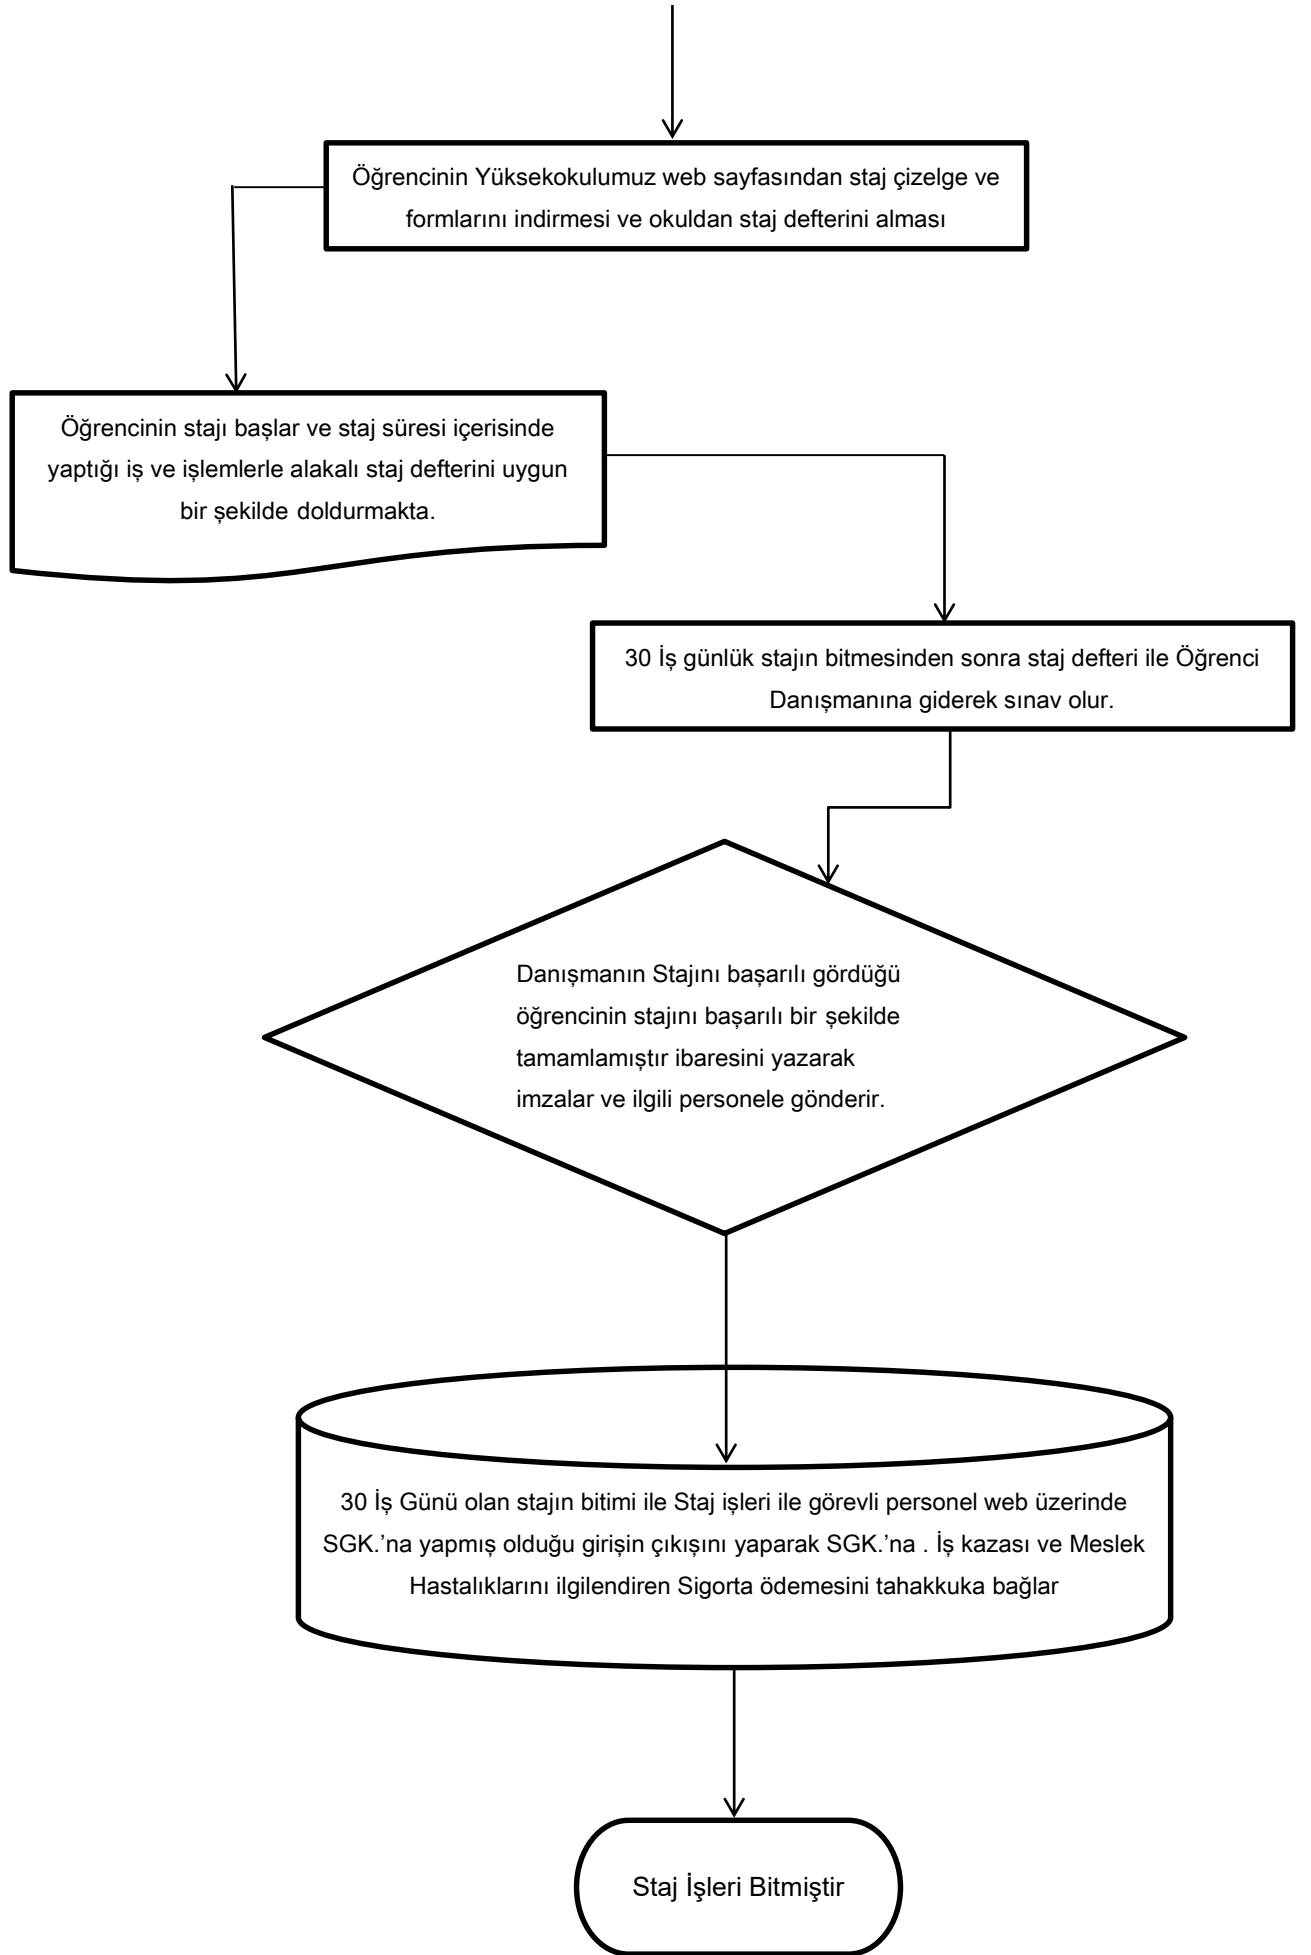 Öğrencinin Yüksekokulumuz web sayfasından staj çizelge ve
formlarını indirmesi ve okuldan staj defterini alması
Öğrencinin stajı başlar ve staj süresi içerisinde
yaptığı iş ve işlemlerle alakalı staj defterini uygun
bir şekilde doldurmakta.
30 İş günlük stajın bitmesinden sonra staj defteri ile Öğrenci
Danışmanına giderek sınav olur.
Danışmanın Stajını başarılı gördüğü
öğrencinin stajını başarılı bir şekilde
tamamlamıştır ibaresini yazarak
imzalar ve ilgili personele gönderir.
30 İş Günü olan stajın bitimi ile Staj işleri ile görevli personel web üzerinde
SGK.’na yapmış olduğu girişin çıkışını yaparak SGK.’na . İş kazası ve Meslek
Hastalıklarını ilgilendiren Sigorta ödemesini tahakkuka bağlar
Staj İşleri Bitmiştir